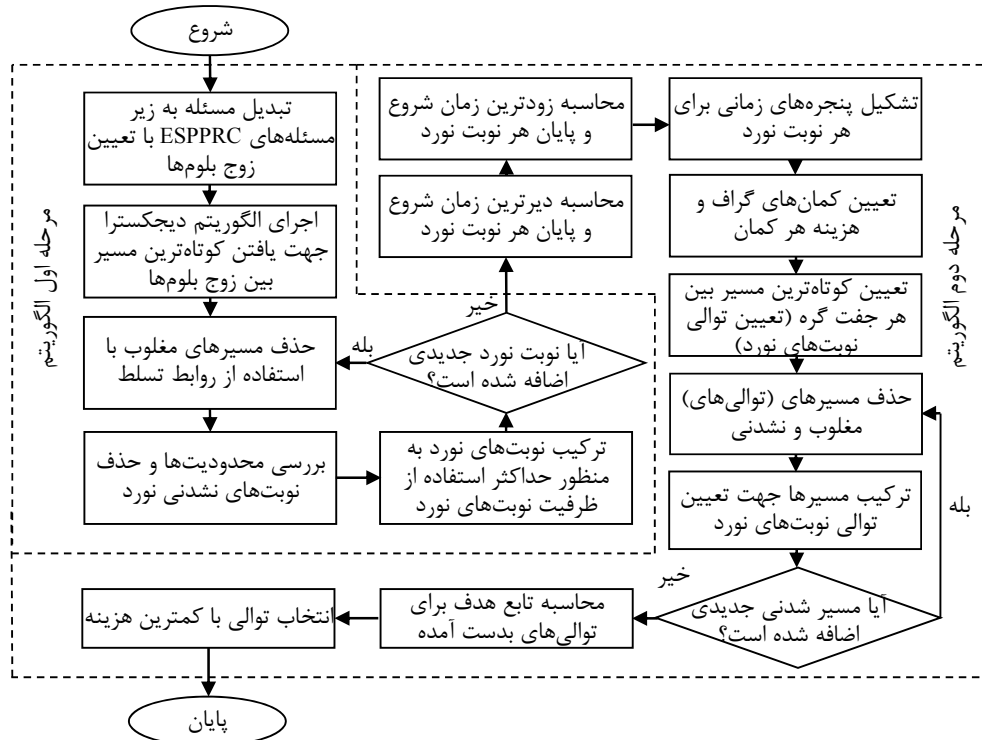 شروع
مرحله اول الگوریتم
تبدیل مسئله به زیر
مسئله‌های ESPPRC با تعیین
زوج بلوم‌ها
اجرای الگوریتم دیجکسترا
جهت یافتن کوتاه‌ترین مسیر
بین زوج بلوم‌ها
حذف مسیرهای مغلوب با
استفاده از روابط تسلط
بررسی محدودیت‌ها و حذف
نوبت‌های نشدنی نورد
ترکیب نوبت‌های نورد به
منظور حداکثر استفاده از
ظرفیت نوبت‌های نورد
آیا نوبت نورد جدیدی
اضافه شده است؟
بله
خیر
مرحله دوم الگوریتم
محاسبه دیرترین زمان شروع
و پایان هر نوبت نورد
محاسبه زودترین زمان شروع
و پایان هر نوبت نورد
تشکیل پنجره‌های زمانی برای
هر نوبت نورد
تعیین کمان‌های گراف و
هزینه هر کمان
تعیین کوتاه‌ترین مسیر بین
هر جفت گره (تعیین توالی
نوبت‌های نورد)
حذف مسیرهای (توالی‌های)
مغلوب و نشدنی
ترکیب مسیرها جهت تعیین
توالی نوبت‌های نورد
آیا مسیر شدنی جدیدی
اضافه شده است؟
بله
خیر
محاسبه تابع هدف برای
توالی‌های بدست آمده
انتخاب توالی با کمترین هزینه
پایان